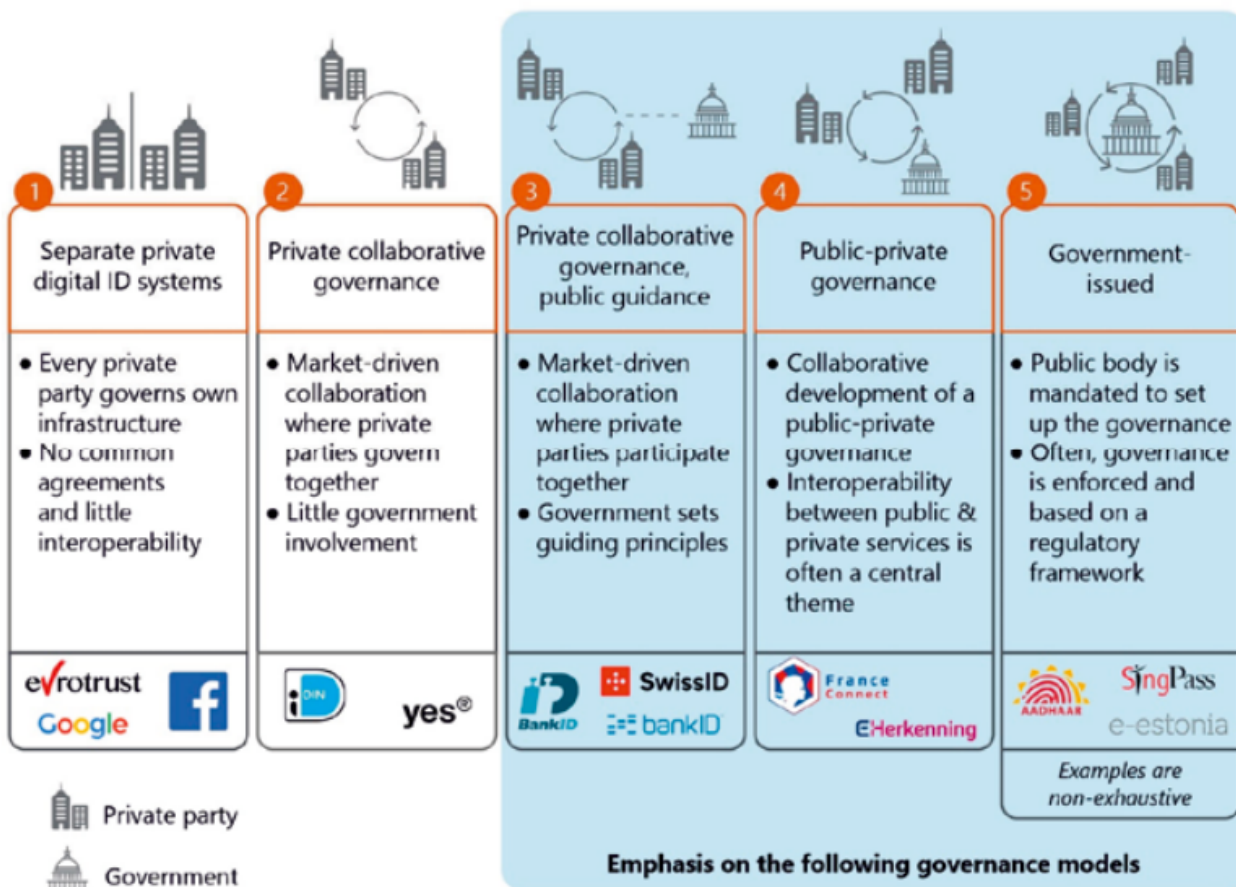 1
Separate private
digital ID systems
● Every private
party governs own
infrastructure
● No common
agreements
and little
interoperability
evrotrust
Google
2
Private collaborative
governance
● Market-driven
collaboration
where private
parties govern
together
● Little government
involvement
iDIN
yes®
3
Private collaborative
governance,
public guidance
● Market-driven
collaboration
where private
parties participate
together
● Government sets
guiding principles
BankID
SwissID
bankID
4
Public-private
governance
● Collaborative
development of a
public-private
governance
● Interoperability
between public &
private services is
often a central
theme
France
Connect
EHerkenning
5
Government-
issued
● Public body is
mandated to set
up the governance
● Often, governance
is enforced and
based on a
regulatory
framework
AADHAAR
SingPass
e-estonia
Examples are
non-exhaustive
Private party
Government
Emphasis on the following governance models